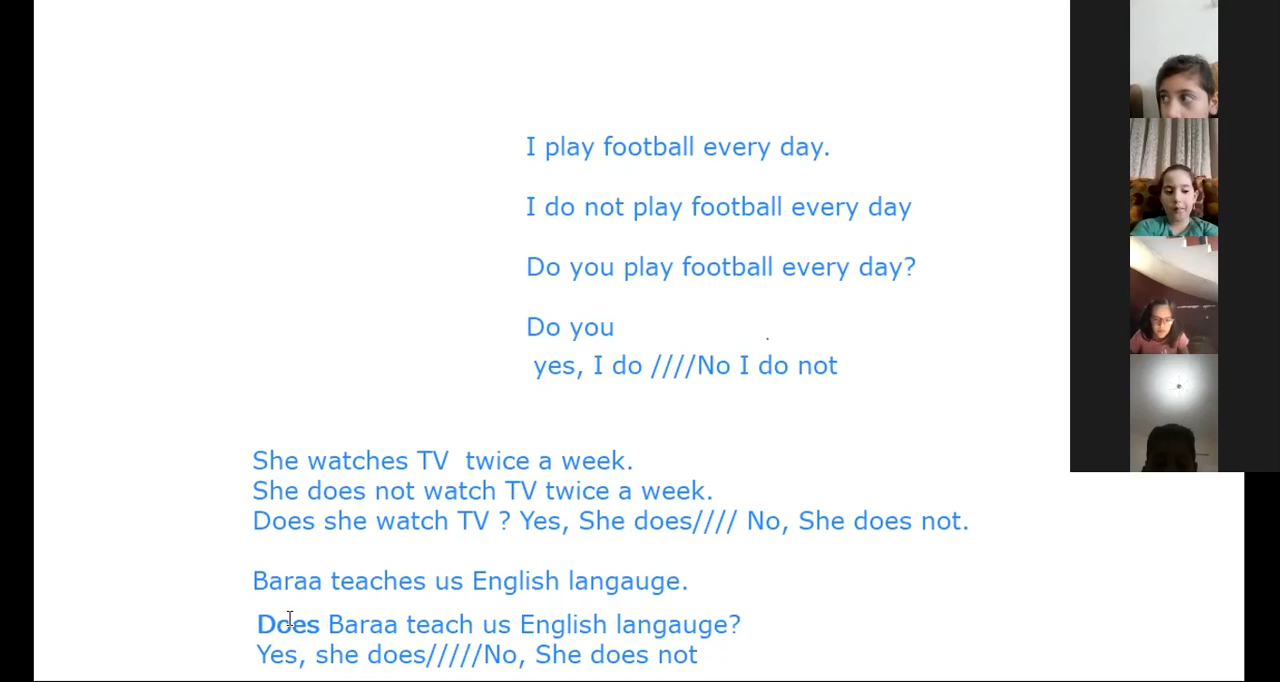 I play football every day.
I do not play football every day
Do you play football every day?
Do you
yes, I do ////No I do not
She watches TV  twice a week.
She does not watch TV twice a week.
Does she watch TV ? Yes, She does//// No, She does not.
Baraa teaches us English langauge.
Does Baraa teach us English langauge?
Yes, she does/////No, She does not